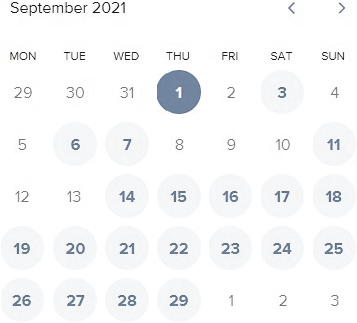 September 2021
MON TUE WED THU FRI SAT SUN
29 30 31 1 2 3 4
5 6 7 8 9 10 11
12 13 14 15 16 17 18
19 20 21 22 23 24 25
26 27 28 29 1 2 3